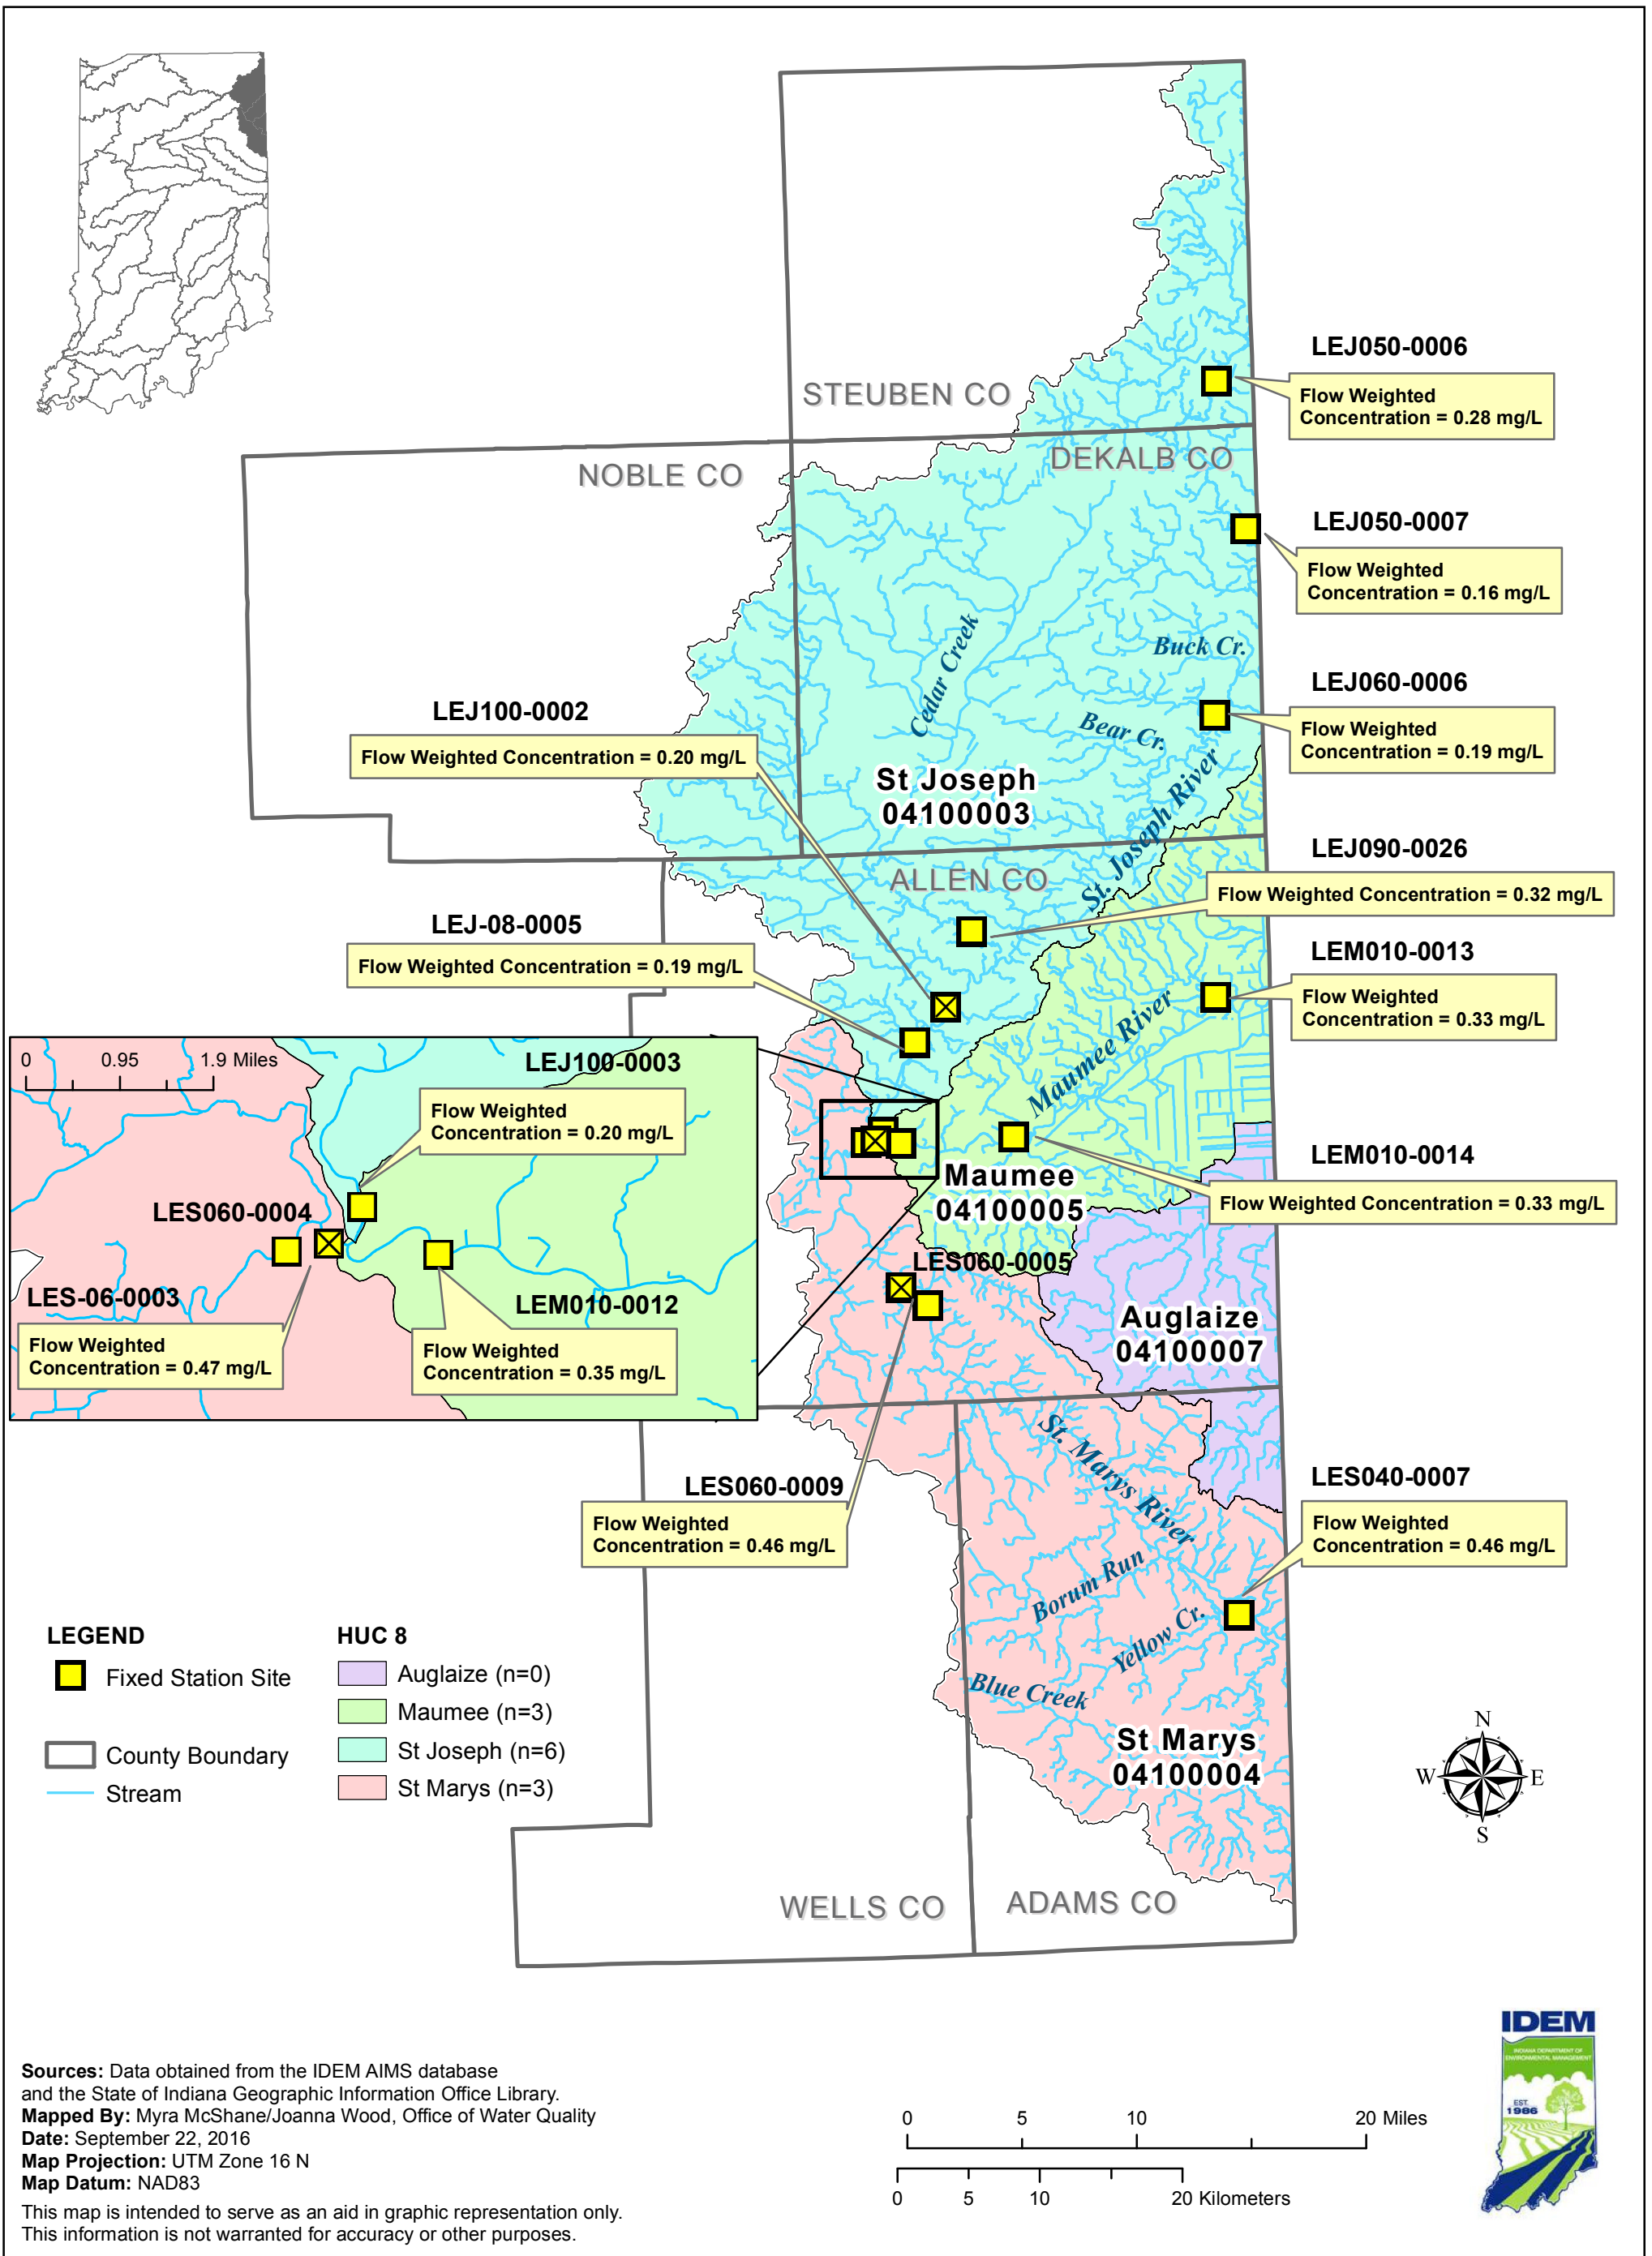 LEJ050-0006
Flow Weighted
Concentration = 0.28 mg/L
STEUBEN CO
NOBLE CO
DEKALB CO
LEJ050-0007
Flow Weighted
Concentration = 0.16 mg/L
Cedar Creek
Buck Cr.
LEJ060-0006
Flow Weighted
Concentration = 0.19 mg/L
LEJ100-0002
Flow Weighted Concentration = 0.20 mg/L
Bear Cr.
St Joseph
04100003
St. Joseph River
LEJ090-0026
Flow Weighted Concentration = 0.32 mg/L
ALLEN CO
LEJ-08-0005
Flow Weighted Concentration = 0.19 mg/L
LEM010-0013
Flow Weighted
Concentration = 0.33 mg/L
Maumee River
0 0.95 1.9 Miles
LEJ100-0003
Flow Weighted
Concentration = 0.20 mg/L
LES060-0004
LES-06-0003
Flow Weighted
Concentration = 0.47 mg/L
LEM010-0012
Flow Weighted
Concentration = 0.35 mg/L
LEM010-0014
Flow Weighted Concentration = 0.33 mg/L
Maumee
04100005
LES060-0005
Auglaize
04100007
St. Marys River
LES060-0009
Flow Weighted
Concentration = 0.46 mg/L
LES040-0007
Flow Weighted
Concentration = 0.46 mg/L
Borum Run
Yellow Cr.
Blue Creek
St Marys
04100004
LEGEND
Fixed Station Site
County Boundary
Stream
HUC 8
Auglaize (n=0)
Maumee (n=3)
St Joseph (n=6)
St Marys (n=3)
N
W E
S
WELLS CO
ADAMS CO
Sources: Data obtained from the IDEM AIMS database
and the State of Indiana Geographic Information Office Library.
Mapped By: Myra McShane/Joanna Wood, Office of Water Quality
Date: September 22, 2016
Map Projection: UTM Zone 16 N
Map Datum: NAD83
This map is intended to serve as an aid in graphic representation only.
This information is not warranted for accuracy or other purposes.
0 5 10 20 Miles
0 5 10 20 Kilometers
IDEM
INDIANA DEPARTMENT OF
ENVIRONMENTAL MANAGEMENT
EST.
1986